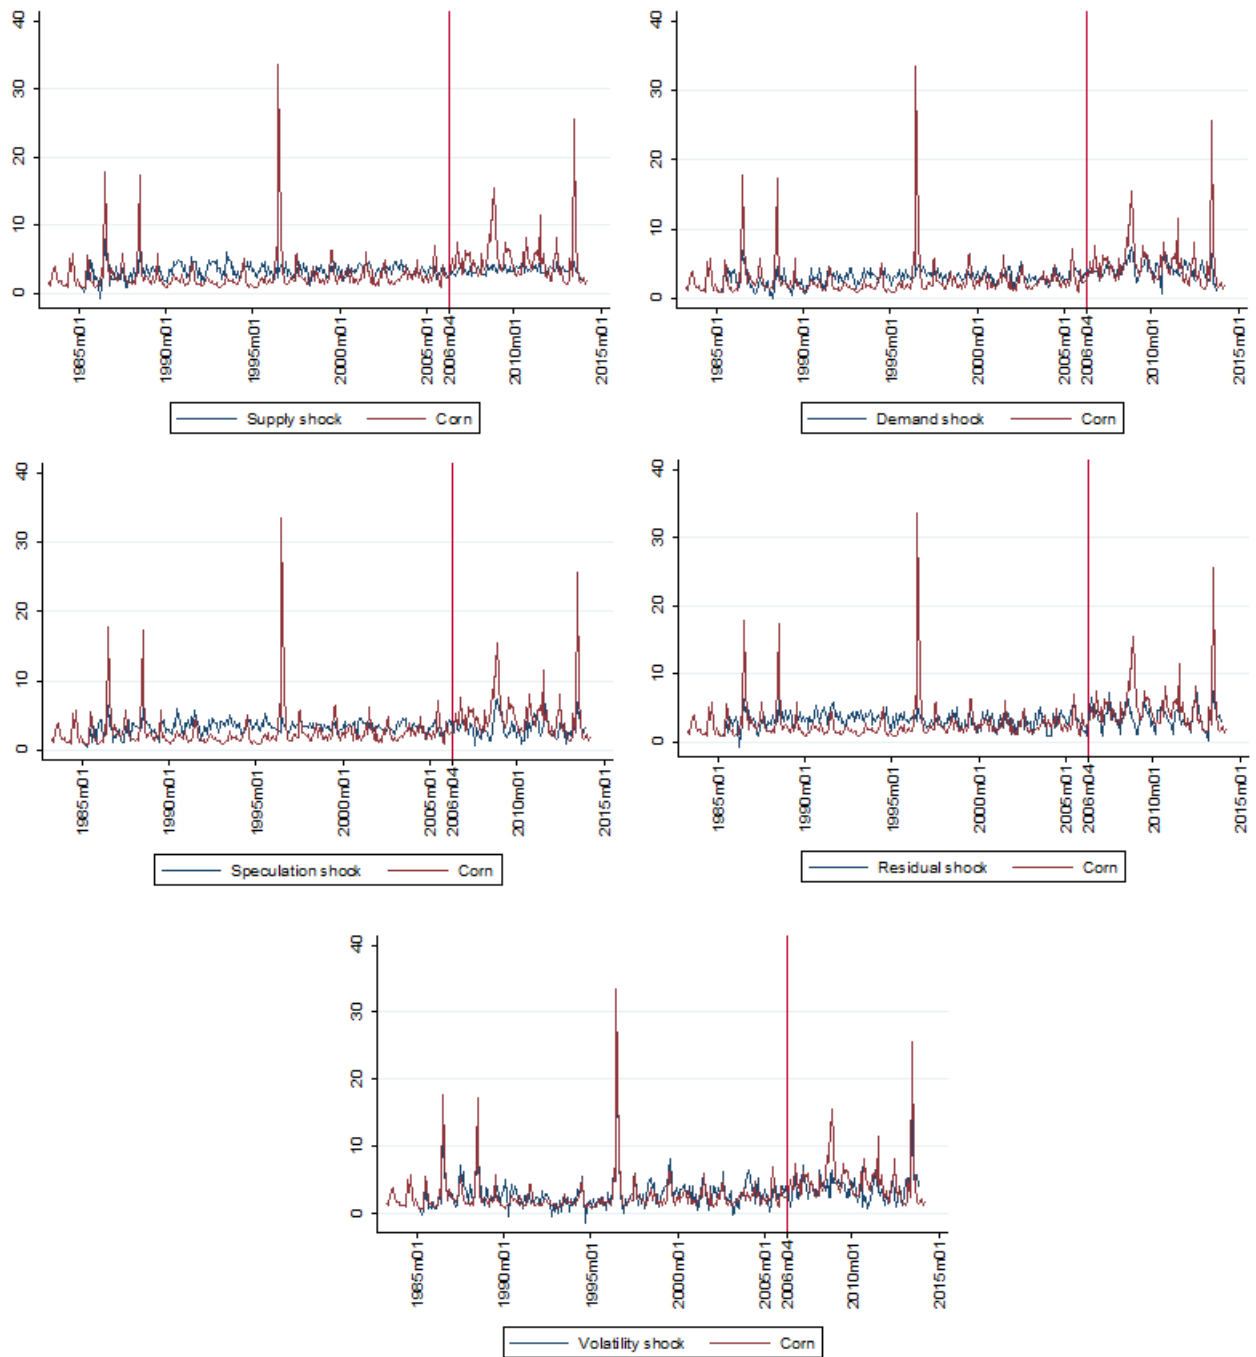 40
30
20
10
0
1985m01
1990m01
1995m01
2000m01
2005m01
2006m04
2010m01
2015m01
Supply shock
Corn
40
30
20
10
0
1985m01
1990m01
1995m01
2000m01
2005m01
2006m04
2010m01
2015m01
Demand shock
Corn
40
30
20
10
0
1985m01
1990m01
1995m01
2000m01
2005m01
2006m04
2010m01
2015m01
Speculation shock
Corn
40
30
20
10
0
1985m01
1990m01
1995m01
2000m01
2005m01
2006m04
2010m01
2015m01
Residual shock
Corn
40
30
20
10
0
1985m01
1990m01
1995m01
2000m01
2005m01
2006m04
2010m01
2015m01
Volatility shock
Corn